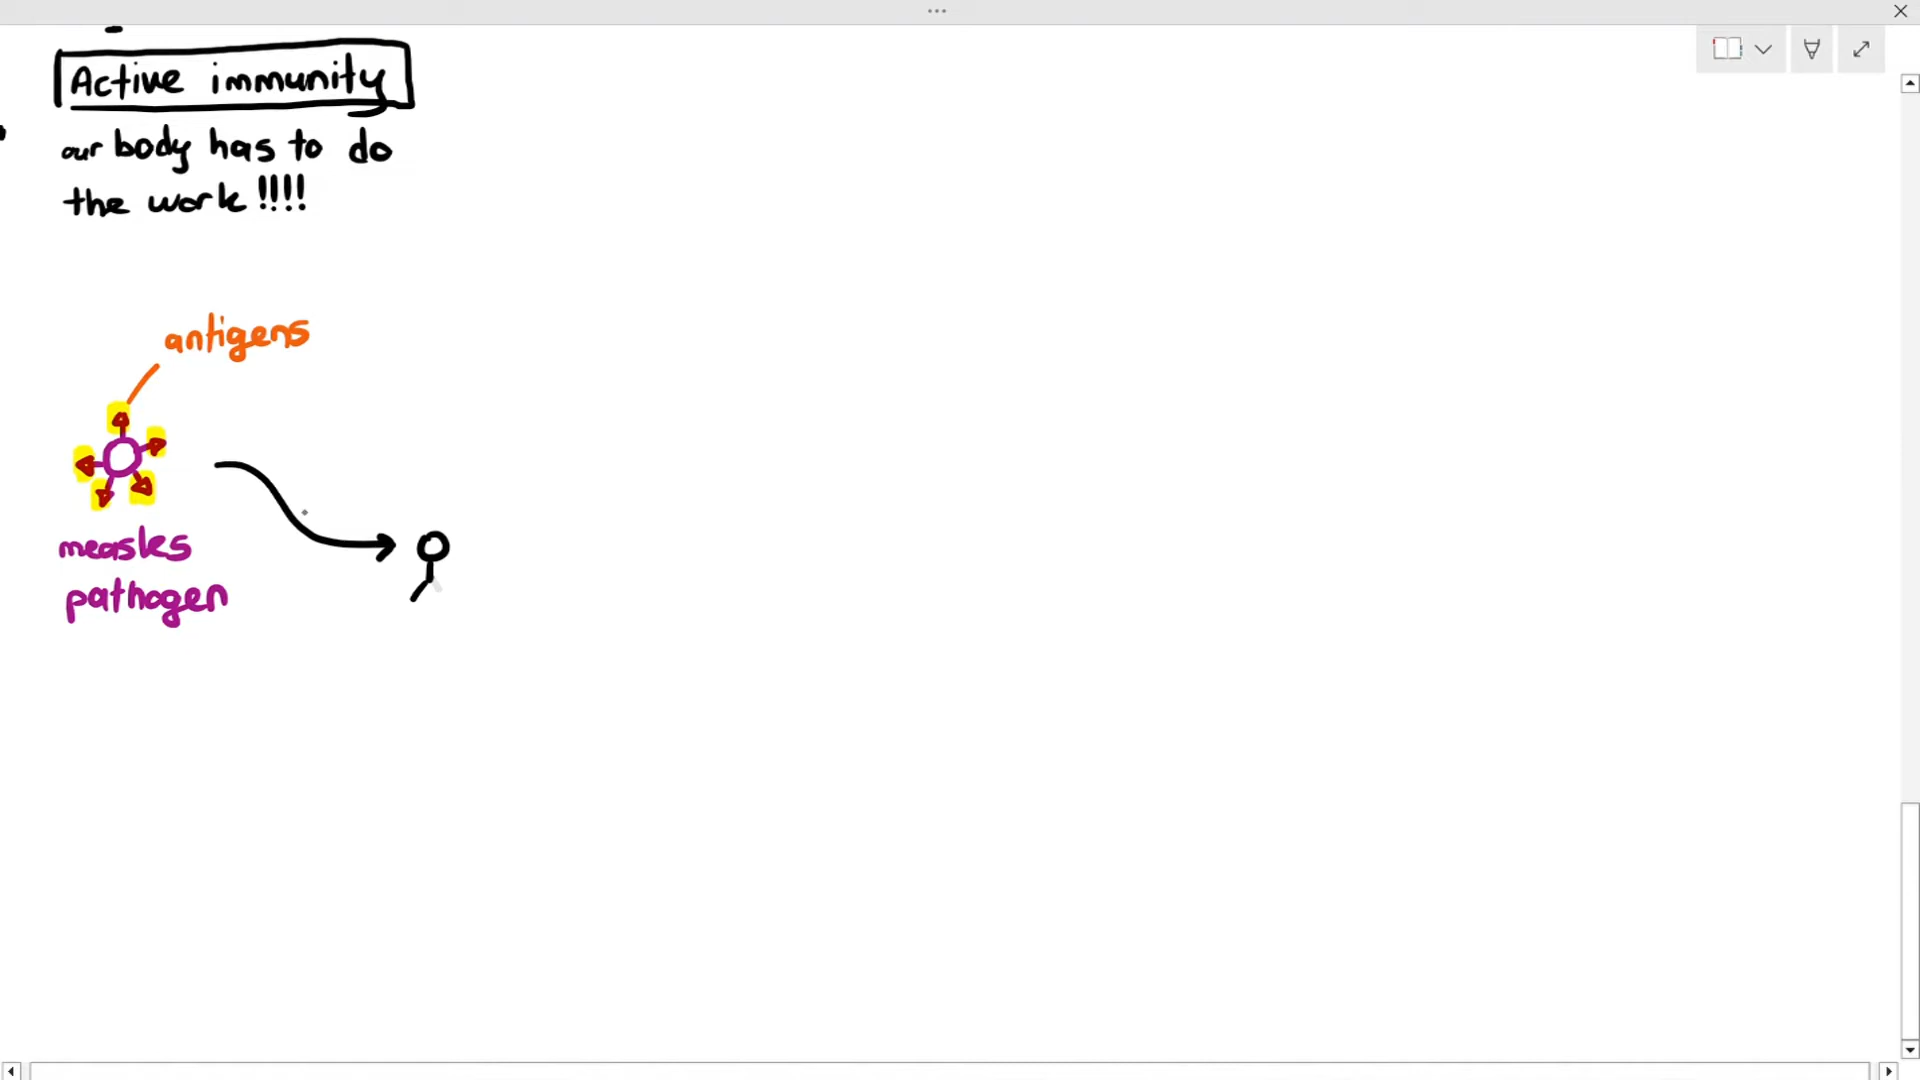 Active immunity
our body has to do
the work !!!!
antigens
measles
pathogen